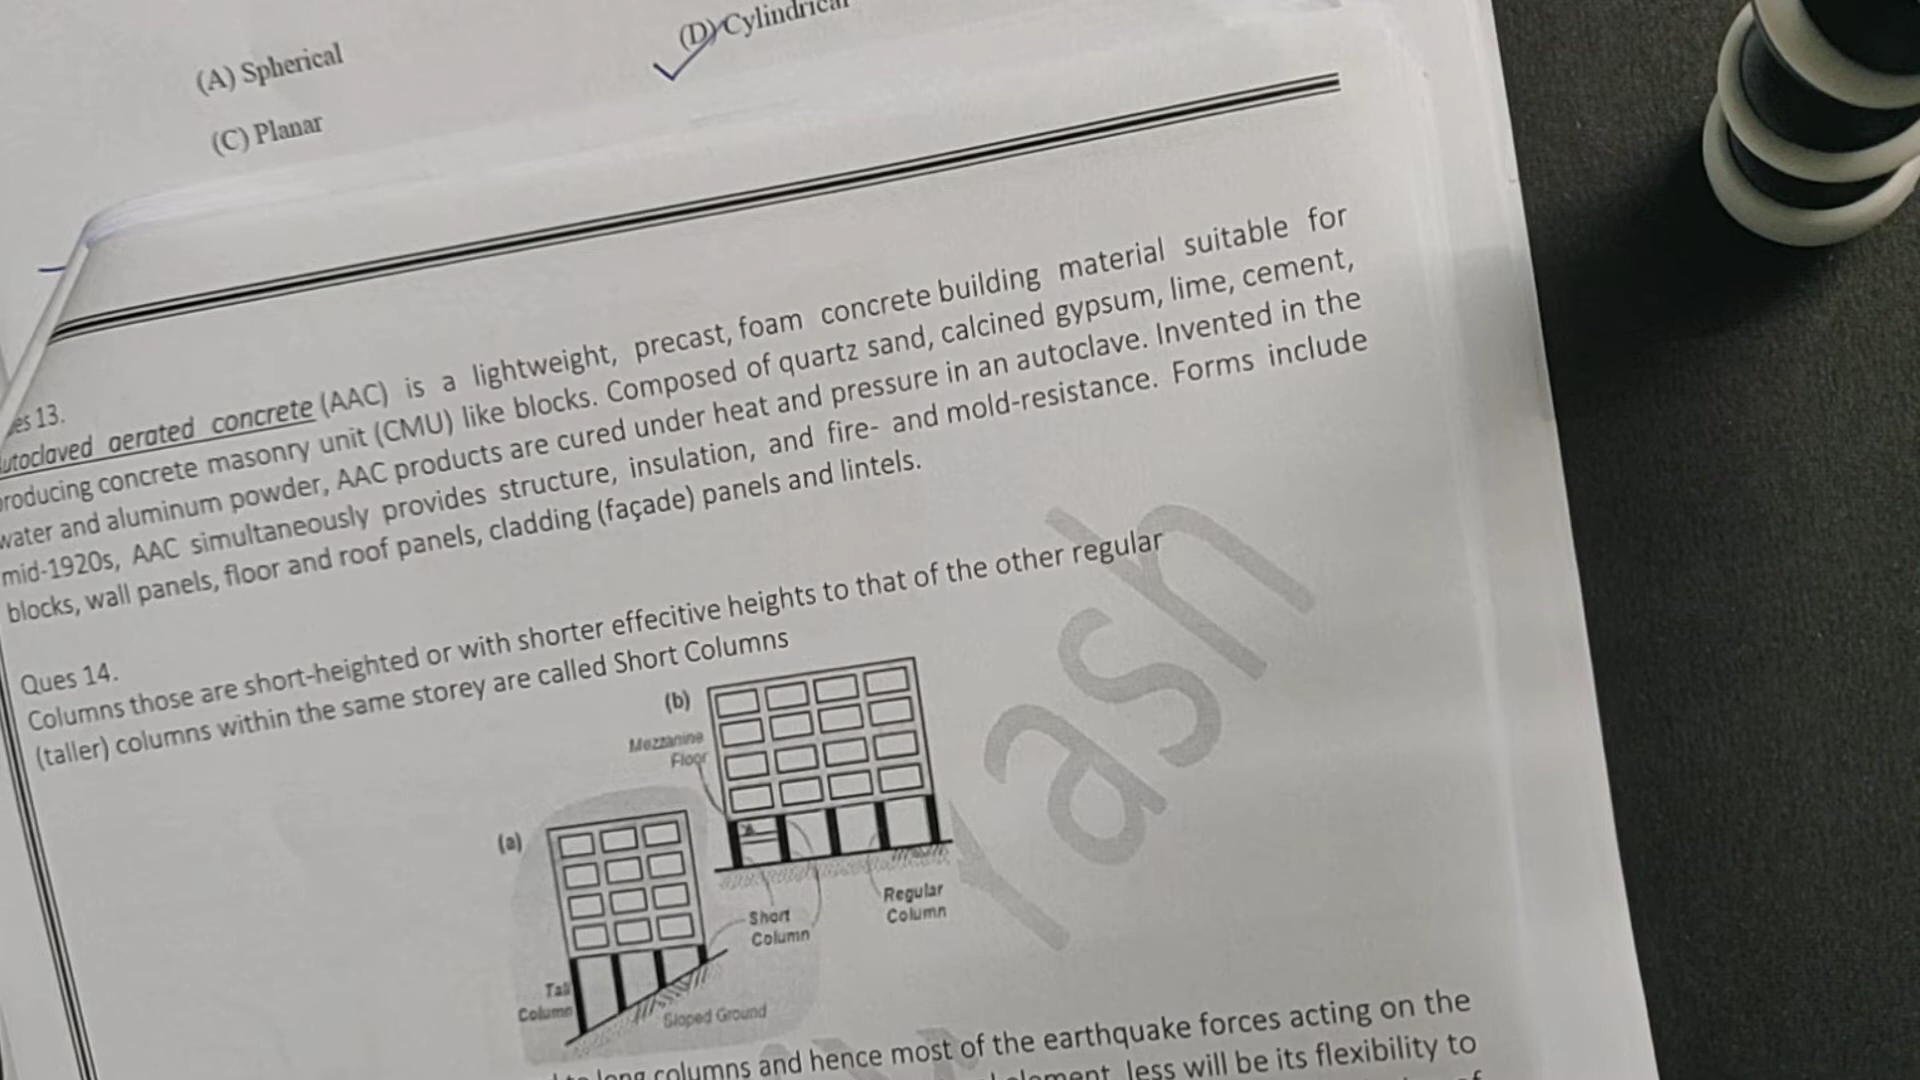 (A) Spherical
(D) Cylindrical
(C) Planar
es 13.
utoclaved aerated concrete (AAC) is a lightweight, precast, foam concrete building material suitable for
roducing concrete masonry unit (CMU) like blocks. Composed of quartz sand, calcined gypsum, lime, cement,
water and aluminum powder, AAC products are cured under heat and pressure in an autoclave. Invented in the
mid-1920s, AAC simultaneously provides structure, insulation, and fire- and mold-resistance. Forms include
blocks, wall panels, floor and roof panels, cladding (façade) panels and lintels.
Ques 14.
Columns those are short-heighted or with shorter effecitive heights to that of the other regular
(taller) columns within the same storey are called Short Columns
(b)
Mezzanine
Floor
(a)
Short
Column
Regular
Column
Tall
Column
Sloped Ground
Yash
to long columns and hence most of the earthquake forces acting on the
element, less will be its flexibility to
of